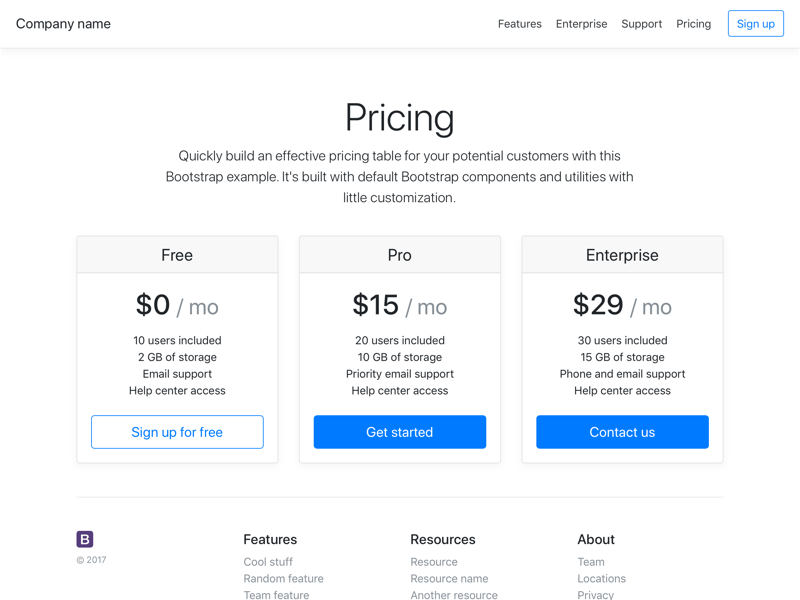 Company name
Features
Enterprise
Support
Pricing
Sign up
Pricing
Quickly build an effective pricing table for your potential customers with this
Bootstrap example. It's built with default Bootstrap components and utilities with
little customization.
Free
$0 / mo
10 users included
2 GB of storage
Email support
Help center access
Sign up for free
Pro
$15 / mo
20 users included
10 GB of storage
Priority email support
Help center access
Get started
Enterprise
$29 / mo
30 users included
15 GB of storage
Phone and email support
Help center access
Contact us
B
© 2017
Features
Cool stuff
Random feature
Team feature
Resources
Resource
Resource name
Another resource
About
Team
Locations
Privacy